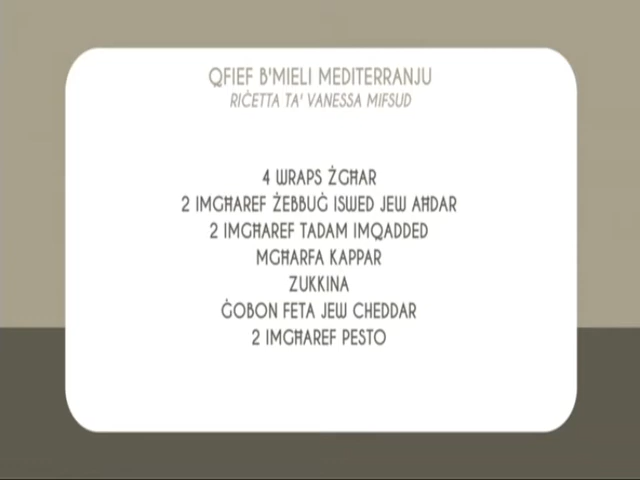 QFIEF B'MIELI MEDITERRANJU
RIĊETTA TA' VANESSA MIFSUD
4 WRAPS ŻGĦAR
2 IMGĦAREF ŻEBBUĠ ISWED JEW AĦDAR
2 IMGĦAREF TADAM IMQADDED
MGĦARFA KAPPAR
ZUKKINA
ĠOBON FETA JEW CHEDDAR
2 IMGĦAREF PESTO